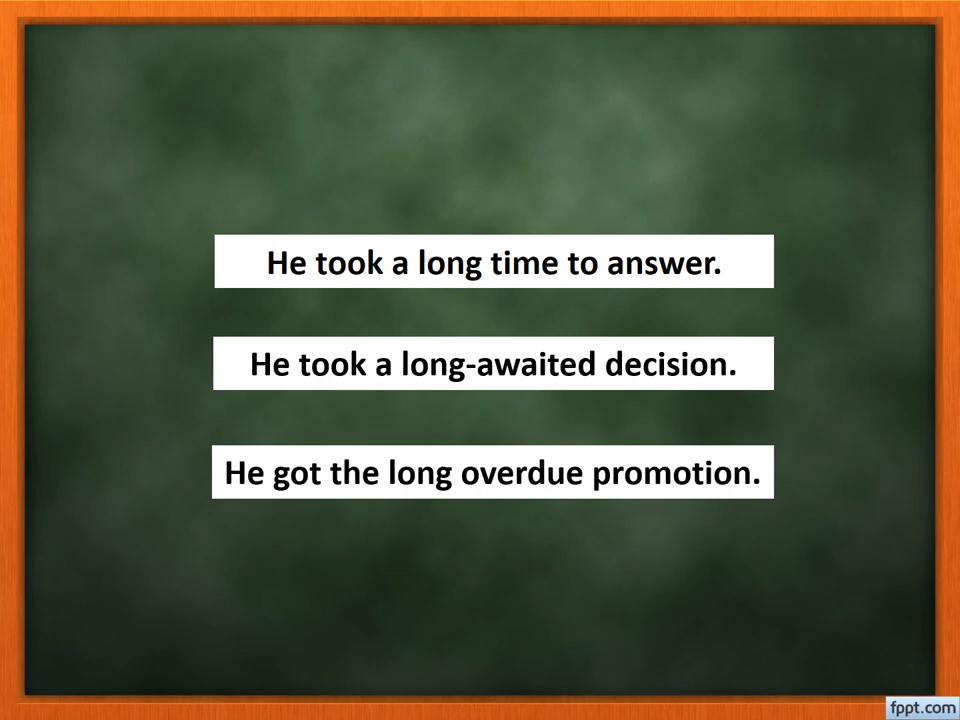 He took a long time to answer.
He took a long-awaited decision.
He got the long overdue promotion.
fppt.com